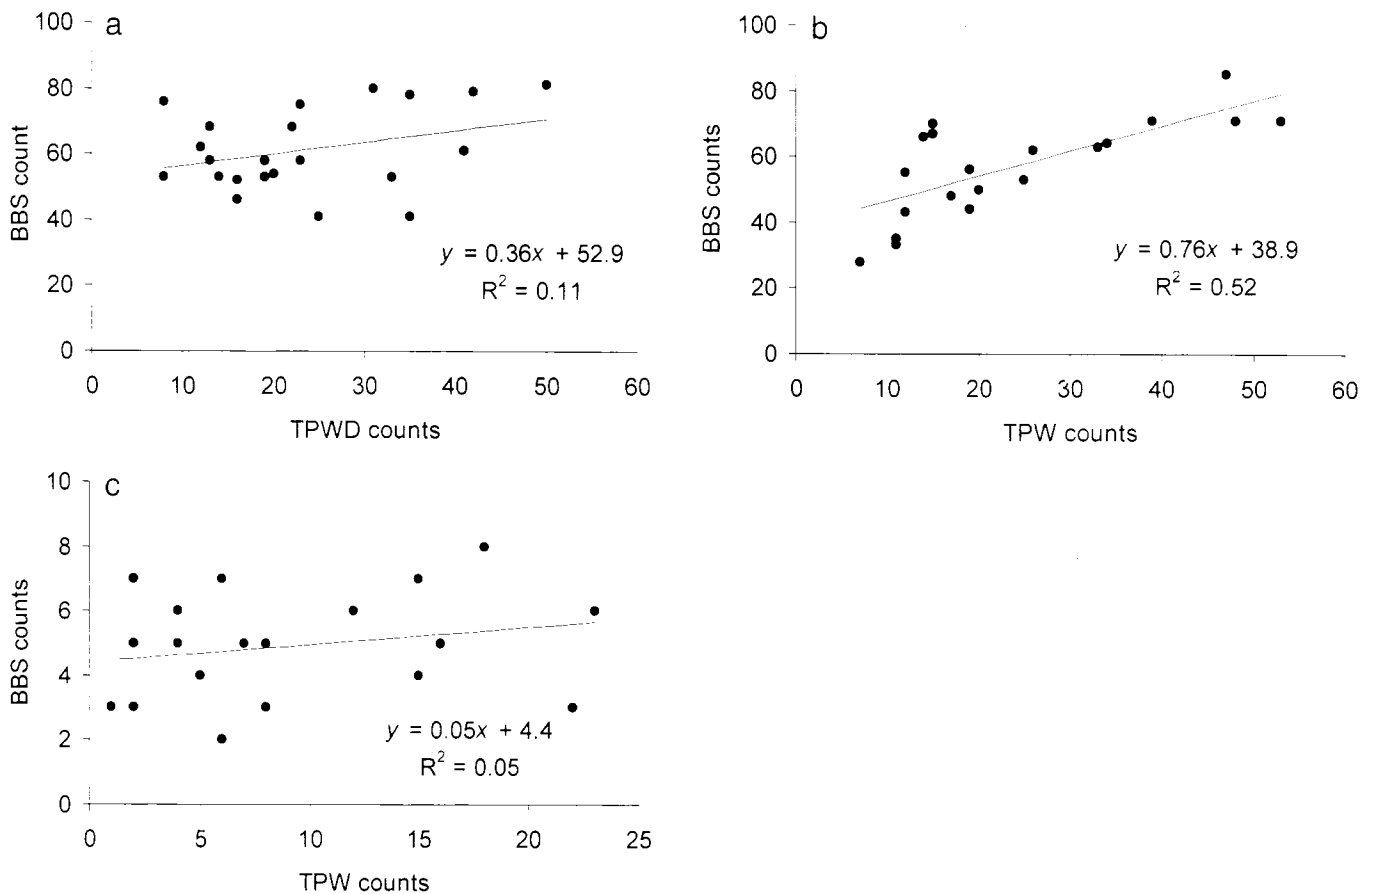 a
100
80
60
40
20
0
BBS count
y = 0.36x + 52.9
R² = 0.11
0 10 20 30 40 50 60
TPWD counts
b
100
80
60
40
20
0
BBS counts
y = 0.76x + 38.9
R² = 0.52
0 10 20 30 40 50 60
TPW counts
c
10
8
6
4
2
0
BBS counts
y = 0.05x + 4.4
R² = 0.05
0 5 10 15 20 25
TPW counts